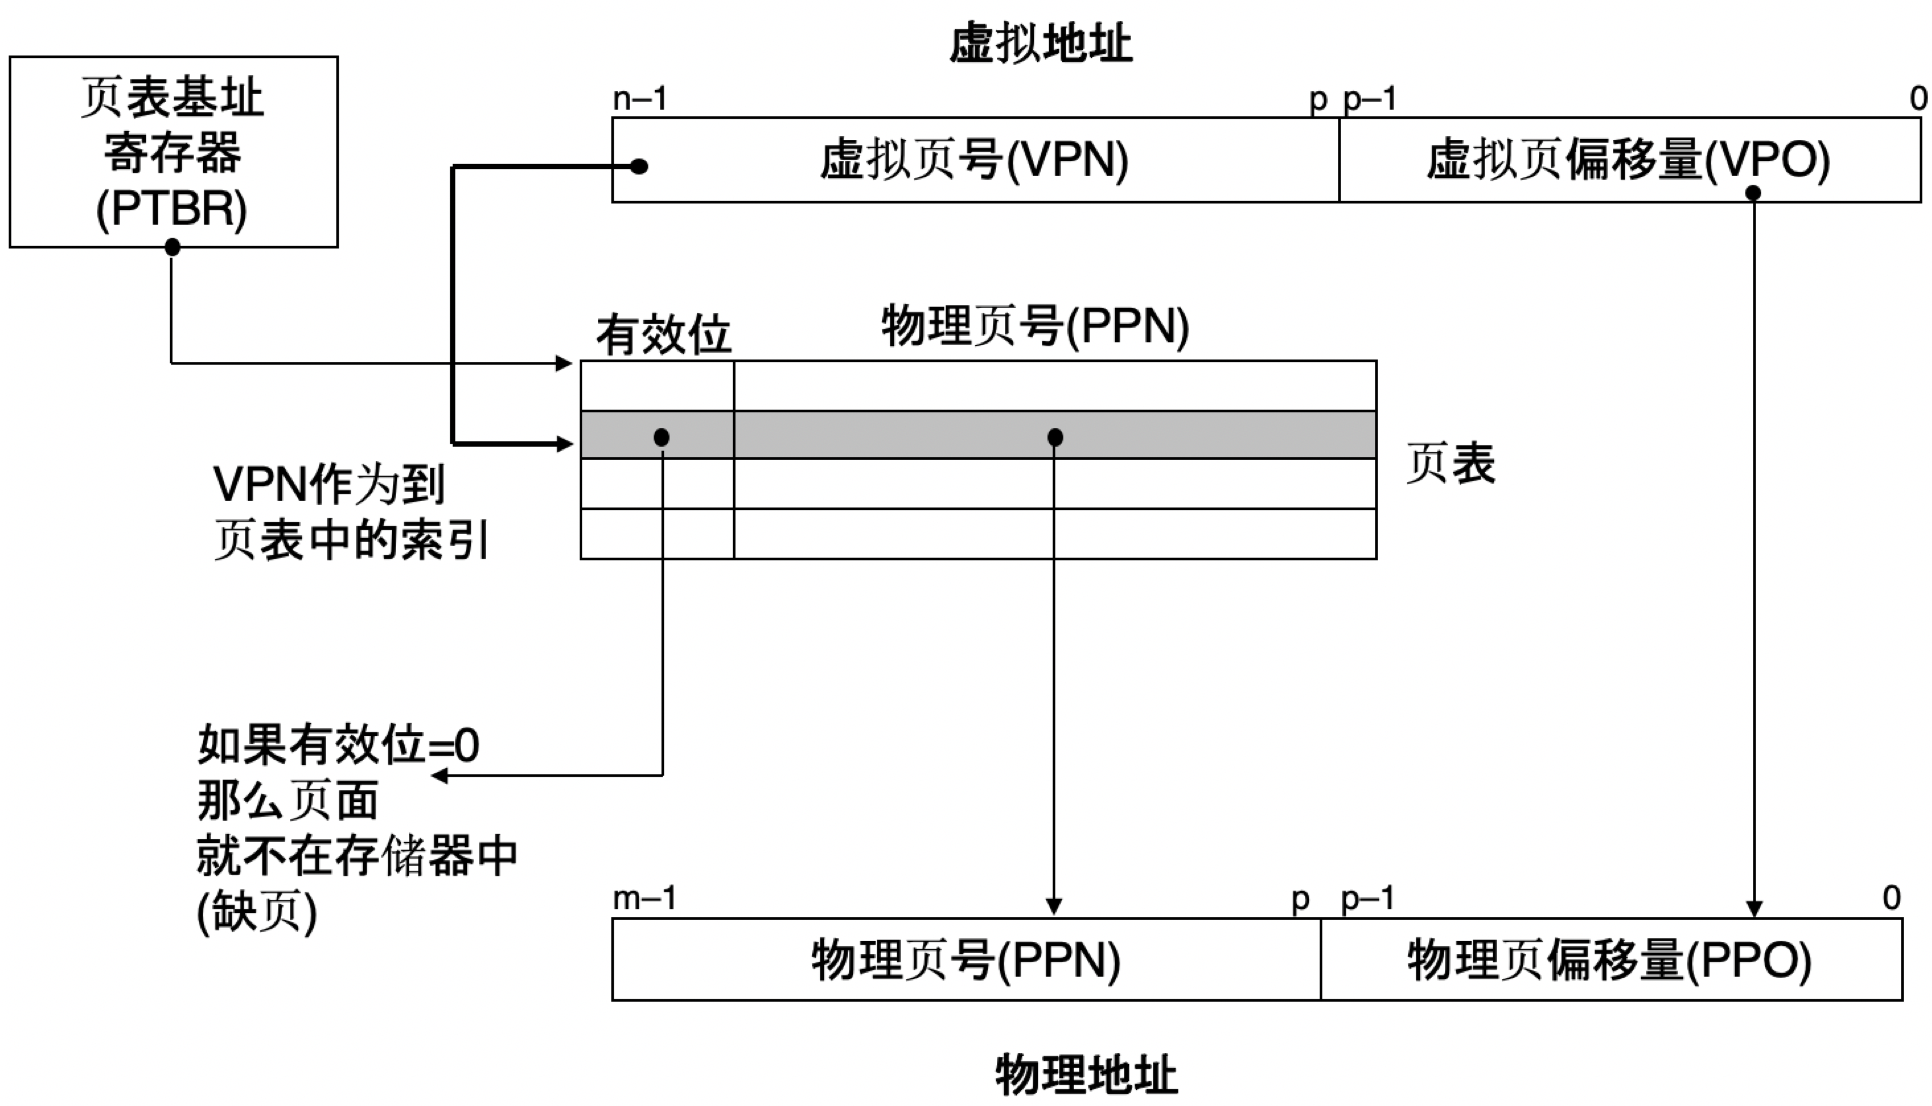 虚拟地址
页表基址
寄存器
(PTBR)
n–1
p
p–1
0
虚拟页号(VPN)
虚拟页偏移量(VPO)
有效位
物理页号(PPN)
页表
VPN作为到
页表中的索引
如果有效位=0
那么页面
就不在存储器中
(缺页)
m–1
p
p–1
0
物理页号(PPN)
物理页偏移量(PPO)
物理地址